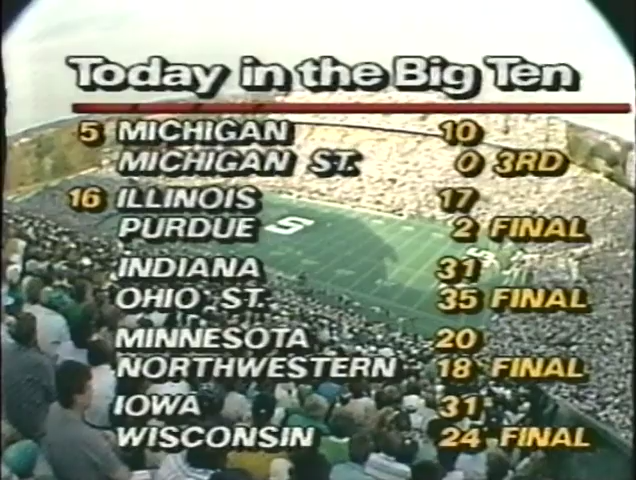 Today in the Big Ten
5 MICHIGAN 10
MICHIGAN ST. 0 3RD
16 ILLINOIS 17
PURDUE 2 FINAL
INDIANA 31
OHIO ST. 35 FINAL
MINNESOTA 20
NORTHWESTERN 18 FINAL
IOWA 31
WISCONSIN 24 FINAL